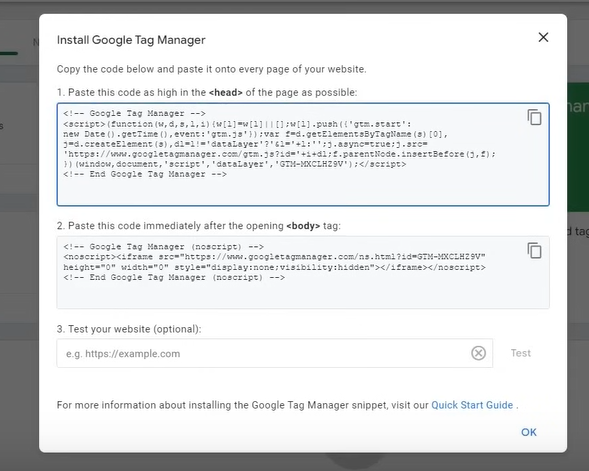 Install Google Tag Manager
Copy the code below and paste it onto every page of your website.
1. Paste this code as high in the <head> of the page as possible:
<!-- Google Tag Manager -->
<script>(function(w,d,s,l,i){w[l]=w[l]||[];w[l].push({'gtm.start':
new Date().getTime(),event:'gtm.js'});var f=d.getElementsByTagName(s)[0],
j=d.createElement(s),dl=l!='dataLayer'?'&l='+l:'';j.async=true;j.src=
'https://www.googletagmanager.com/gtm.js?id='+i+dl;f.parentNode.insertBefore(j,f);
})(window,document,'script','dataLayer','GTM-MXCLHZ9V');</script>
<!-- End Google Tag Manager -->
2. Paste this code immediately after the opening <body> tag:
<!-- Google Tag Manager (noscript) -->
<noscript><iframe src="https://www.googletagmanager.com/ns.html?id=GTM-MXCLHZ9V"
height="0" width="0" style="display:none;visibility:hidden"></iframe></noscript>
<!-- End Google Tag Manager (noscript) -->
3. Test your website (optional):
e.g. https://example.com
Test
For more information about installing the Google Tag Manager snippet, visit our Quick Start Guide .
OK